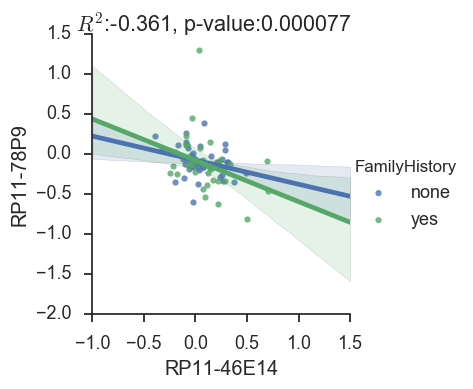 R²:-0.361, p-value:0.000077
1.5
1.0
0.5
0.0
−0.5
−1.0
−1.5
−2.0
RP11-78P9
−1.0 −0.5 0.0 0.5 1.0 1.5
RP11-46E14
FamilyHistory
none
yes